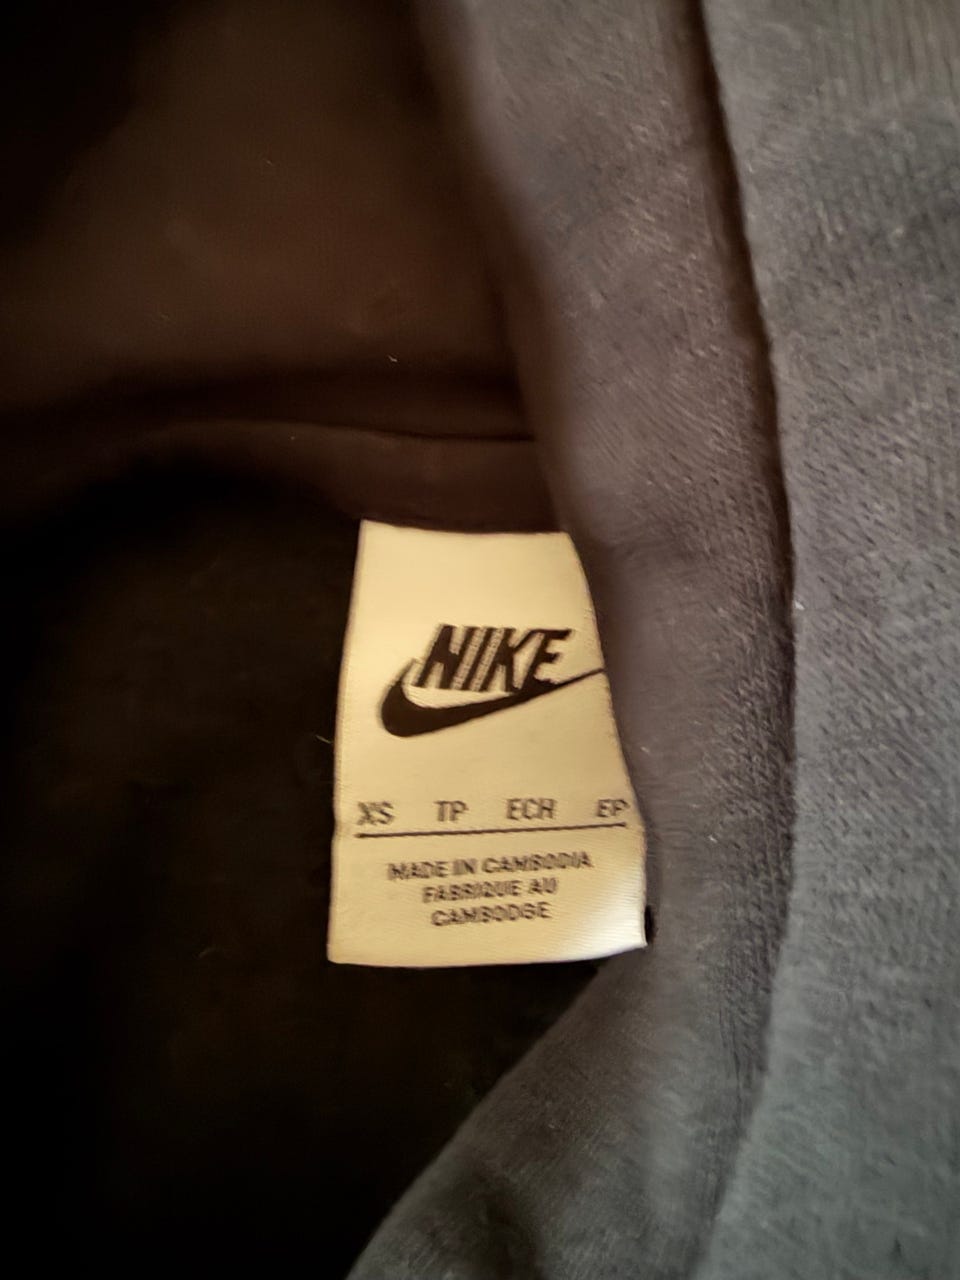 NIKE
XS TP ECH EP
MADE IN CAMBODIA
FABRIQUE AU
CAMBODGE